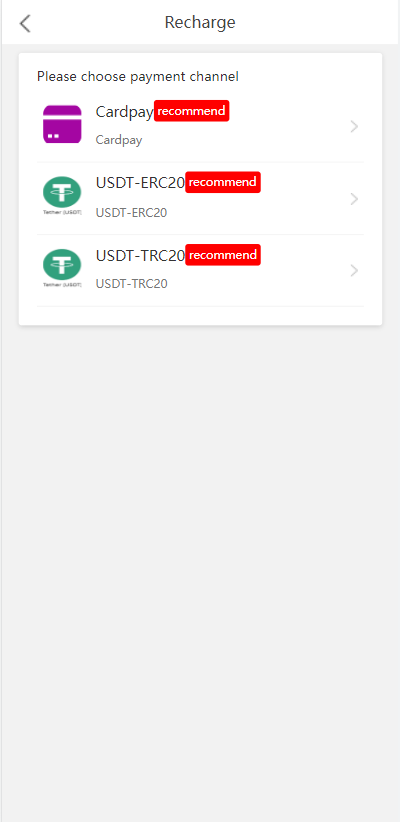 Recharge
Please choose payment channel
Cardpay recommend
Cardpay
USDT-ERC20 recommend
Tether (USDT)
USDT-ERC20
USDT-TRC20 recommend
Tether (USDT)
USDT-TRC20